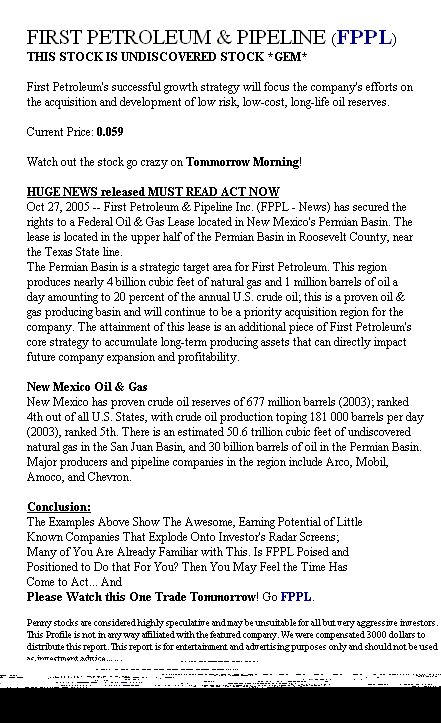 FIRST PETROLEUM & PIPELINE (FPPL)
THIS STOCK IS UNDISCOVERED STOCK *GEM*
First Petroleum's successful growth strategy will focus the company's efforts on
the acquisition and development of low risk, low-cost, long-life oil reserves.
Current Price: 0.059
Watch out the stock go crazy on Tommorrow Morning!
HUGE NEWS released MUST READ ACT NOW
Oct 27, 2005 -- First Petroleum & Pipeline Inc. (FPPL - News) has secured the
rights to a Federal Oil & Gas Lease located in New Mexico's Permian Basin. The
lease is located in the upper half of the Permian Basin in Roosevelt County, near
the Texas State line.
The Permian Basin is a strategic target area for First Petroleum. This region
produces nearly 4 billion cubic feet of natural gas and 1 million barrels of oil a
day amounting to 20 percent of the annual U.S. crude oil; this is a proven oil &
gas producing basin and will continue to be a priority acquisition region for the
company. The attainment of this lease is an additional piece of First Petroleum's
core strategy to accumulate long-term producing assets that can directly impact
future company expansion and profitability.
New Mexico Oil & Gas
New Mexico has proven crude oil reserves of 677 million barrels (2003); ranked
4th out of all U.S. States, with crude oil production toping 181 000 barrels per day
(2003), ranked 5th. There is an estimated 50.6 trillion cubic feet of undiscovered
natural gas in the San Juan Basin, and 30 billion barrels of oil in the Permian Basin.
Major producers and pipeline companies in the region include Arco, Mobil,
Amoco, and Chevron.
Conclusion:
The Examples Above Show The Awesome, Earning Potential of Little
Known Companies That Explode Onto Investor's Radar Screens;
Many of You Are Already Familiar with This. Is FPPL Poised and
Positioned to Do that For You? Then You May Feel the Time Has
Come to Act... And
Please Watch this One Trade Tommorrow! Go FPPL.
Penny stocks are considered highly speculative and may be unsuitable for all but very aggressive investors.
This Profile is not in any way affiliated with the featured company. We were compensated 3000 dollars to
distribute this report. This report is for entertainment and advertising purposes only and should not be used
as investment advice......